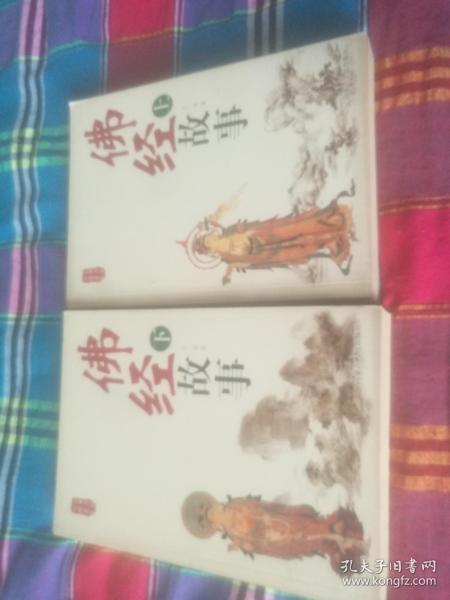 佛经
故事
上
佛经
故事
下
孔夫子旧书网
www.kongfz.com